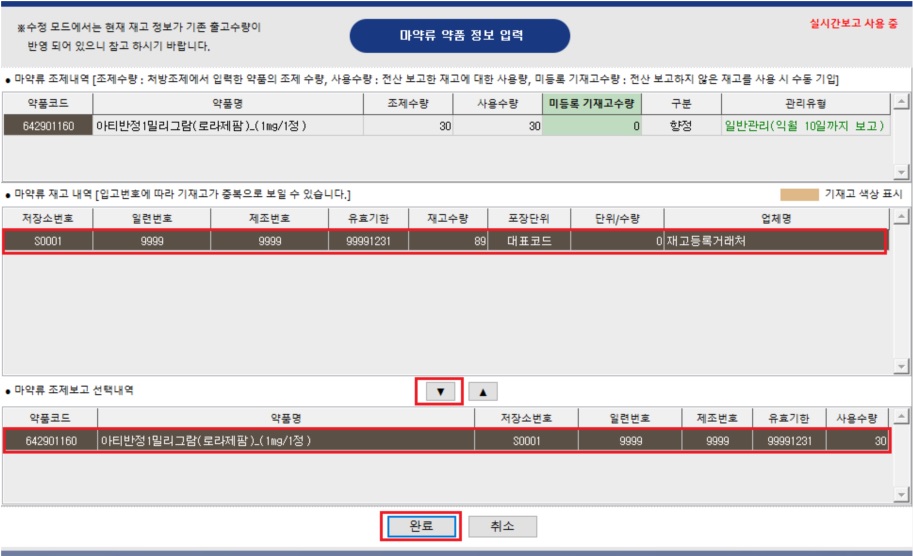 ※수정 모드에서는 현재 재고 정보가 기존 출고수량이
반영 되어 있으니 참고 하시기 바랍니다.
마약류 약품 정보 입력
실시간보고 사용 중
● 마약류 조제내역 [조제수량 : 처방조제에서 입력한 약품의 조제 수량, 사용수량 : 전산 보고한 재고에 대한 사용량, 미등록 기재고수량 : 전산 보고하지 않은 재고를 사용 시 수동 기입]
약품코드 약품명 조제수량 사용수량 미등록 기재고수량 구분 관리유형
642901160 아티반정1밀리그람(로라제팜)_(1mg/1정) 30 30 0 향정 일반관리(익월 10일까지 보고)
● 마약류 재고 내역 [입고번호에 따라 기재고가 중복으로 보일 수 있습니다.] 기재고 색상 표시
저장소번호 일련번호 제조번호 유효기한 재고수량 포장단위 단위/수량 업체명
S0001 9999 9999 99991231 89 대표코드 0 재고등록거래처
● 마약류 조제보고 선택내역 ▼ ▲
약품코드 약품명 저장소번호 일련번호 제조번호 유효기한 사용수량
642901160 아티반정1밀리그람(로라제팜)_(1mg/1정) S0001 9999 9999 99991231 30
완료 취소